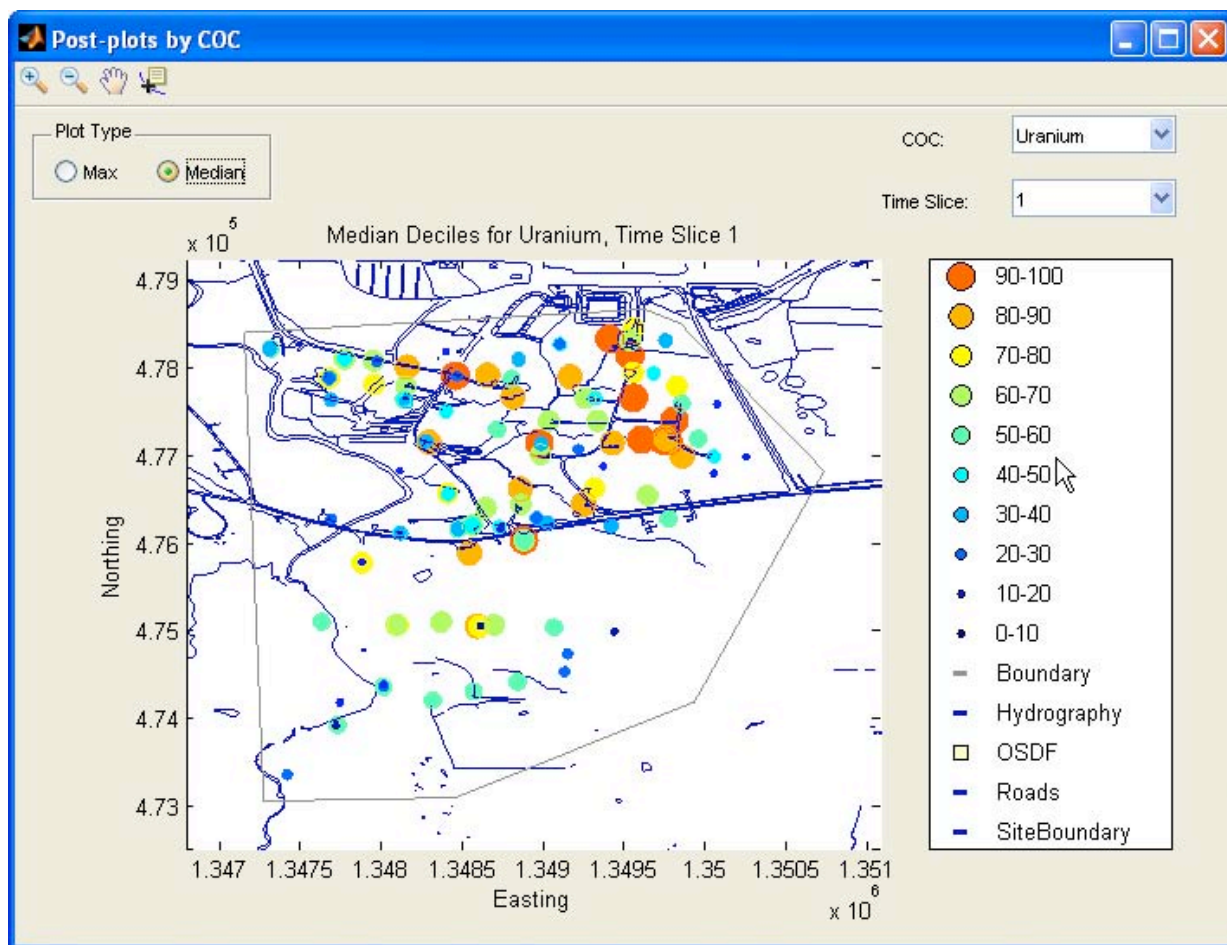 Post-plots by COC
Plot Type
Max Median
COC: Uranium
Time Slice: 1
Median Deciles for Uranium, Time Slice 1
x 10^5
4.79
4.78
4.77
4.76
4.75
4.74
4.73
Northing
1.347 1.3475 1.348 1.3485 1.349 1.3495 1.35 1.3505 1.351
Easting
x 10^6
90-100
80-90
70-80
60-70
50-60
40-50
30-40
20-30
10-20
0-10
Boundary
Hydrography
OSDF
Roads
SiteBoundary